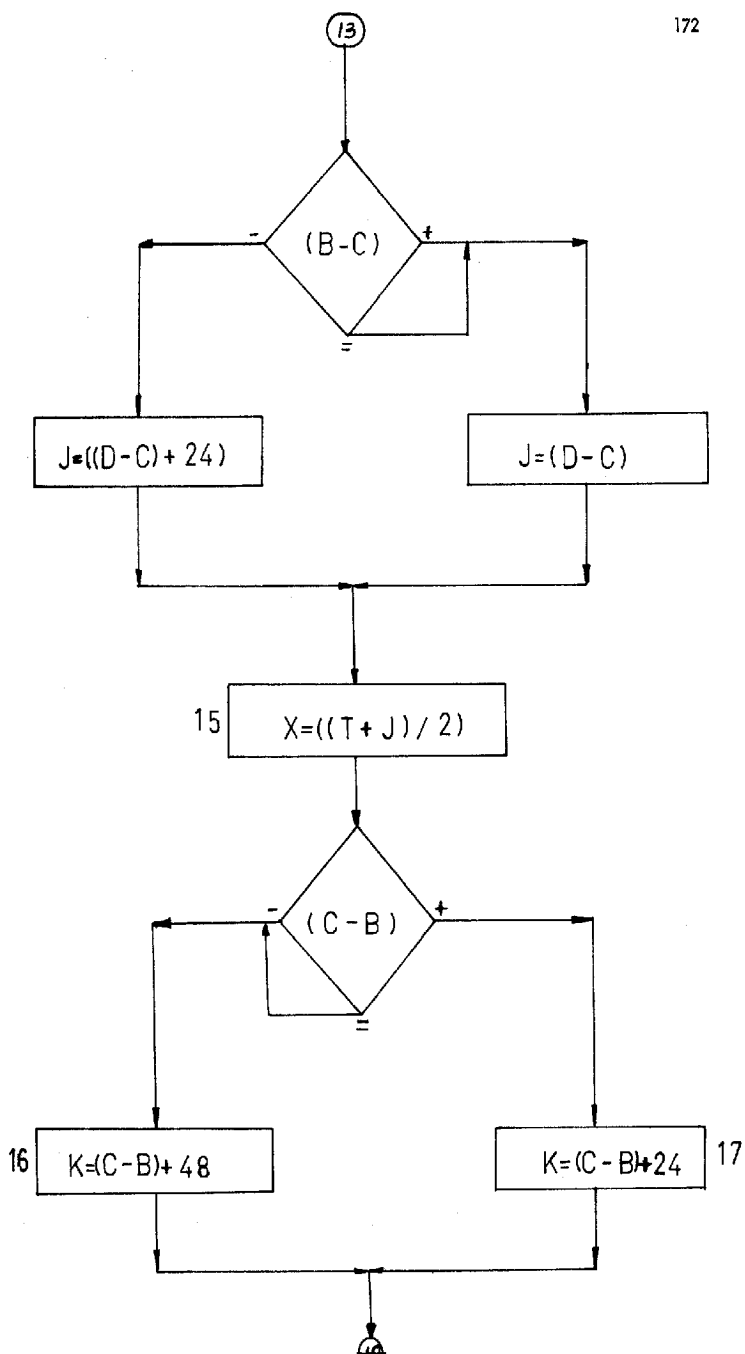 13
172
(B-C)
-
+
=
J=((D-C)+24)
J=(D-C)
15
X=((T+J)/2)
(C-B)
-
+
=
16
K=(C-B)+48
K=(C-B)+24
17